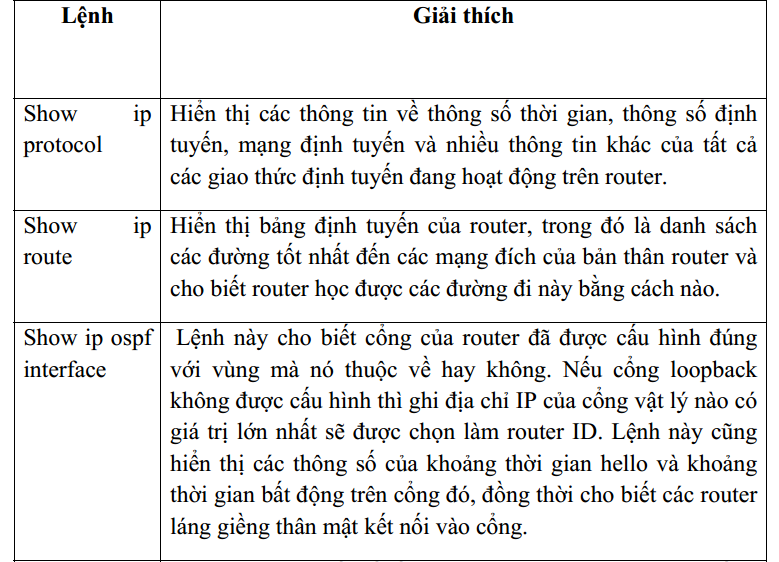 Lệnh Giải thích
Show ip
protocol
Hiển thị các thông tin về thông số thời gian, thông số định
tuyến, mạng định tuyến và nhiều thông tin khác của tất cả
các giao thức định tuyến đang hoạt động trên router.
Show ip
route
Hiển thị bảng định tuyến của router, trong đó là danh sách
các đường tốt nhất đến các mạng đích của bản thân router và
cho biết router học được các đường đi này bằng cách nào.
Show ip ospf
interface
Lệnh này cho biết cổng của router đã được cấu hình đúng
với vùng mà nó thuộc về hay không. Nếu cổng loopback
không được cấu hình thì ghi địa chỉ IP của cổng vật lý nào có
giá trị lớn nhất sẽ được chọn làm router ID. Lệnh này cũng
hiển thị các thông số của khoảng thời gian hello và khoảng
thời gian bất động trên cổng đó, đồng thời cho biết các router
láng giềng thân mật kết nối vào cổng.